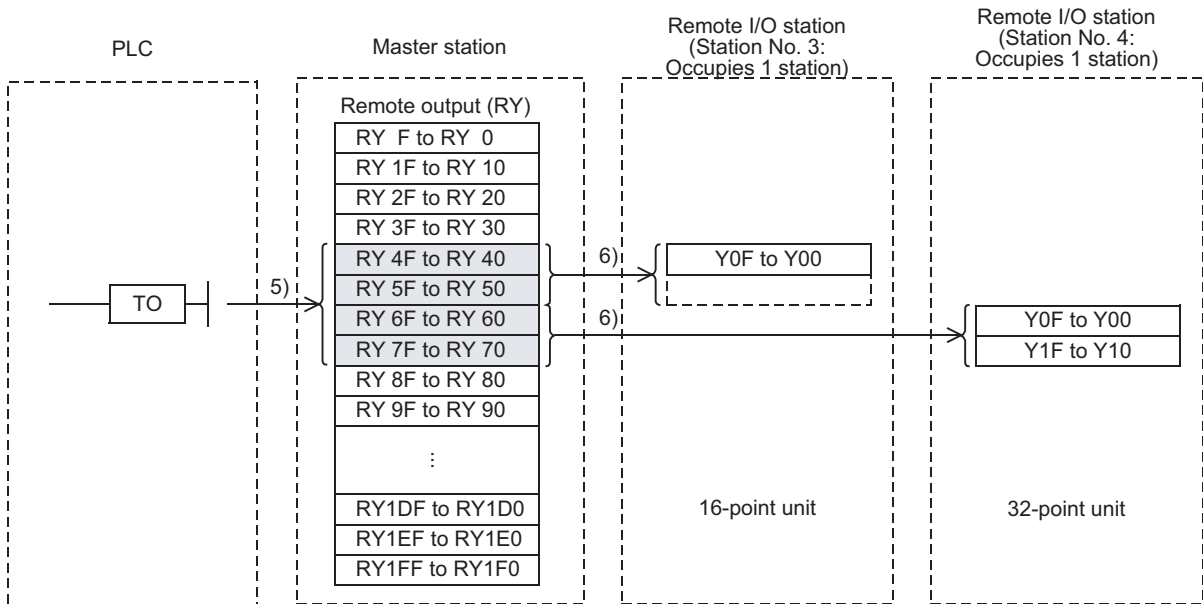 PLC
Master station
Remote I/O station
(Station No. 3:
Occupies 1 station)
Remote I/O station
(Station No. 4:
Occupies 1 station)
Remote output (RY)
RY F to RY 0
RY 1F to RY 10
RY 2F to RY 20
RY 3F to RY 30
RY 4F to RY 40
RY 5F to RY 50
RY 6F to RY 60
RY 7F to RY 70
RY 8F to RY 80
RY 9F to RY 90
⋮
RY1DF to RY1D0
RY1EF to RY1E0
RY1FF to RY1F0
TO
5)
6)
6)
Y0F to Y00
16-point unit
Y0F to Y00
Y1F to Y10
32-point unit